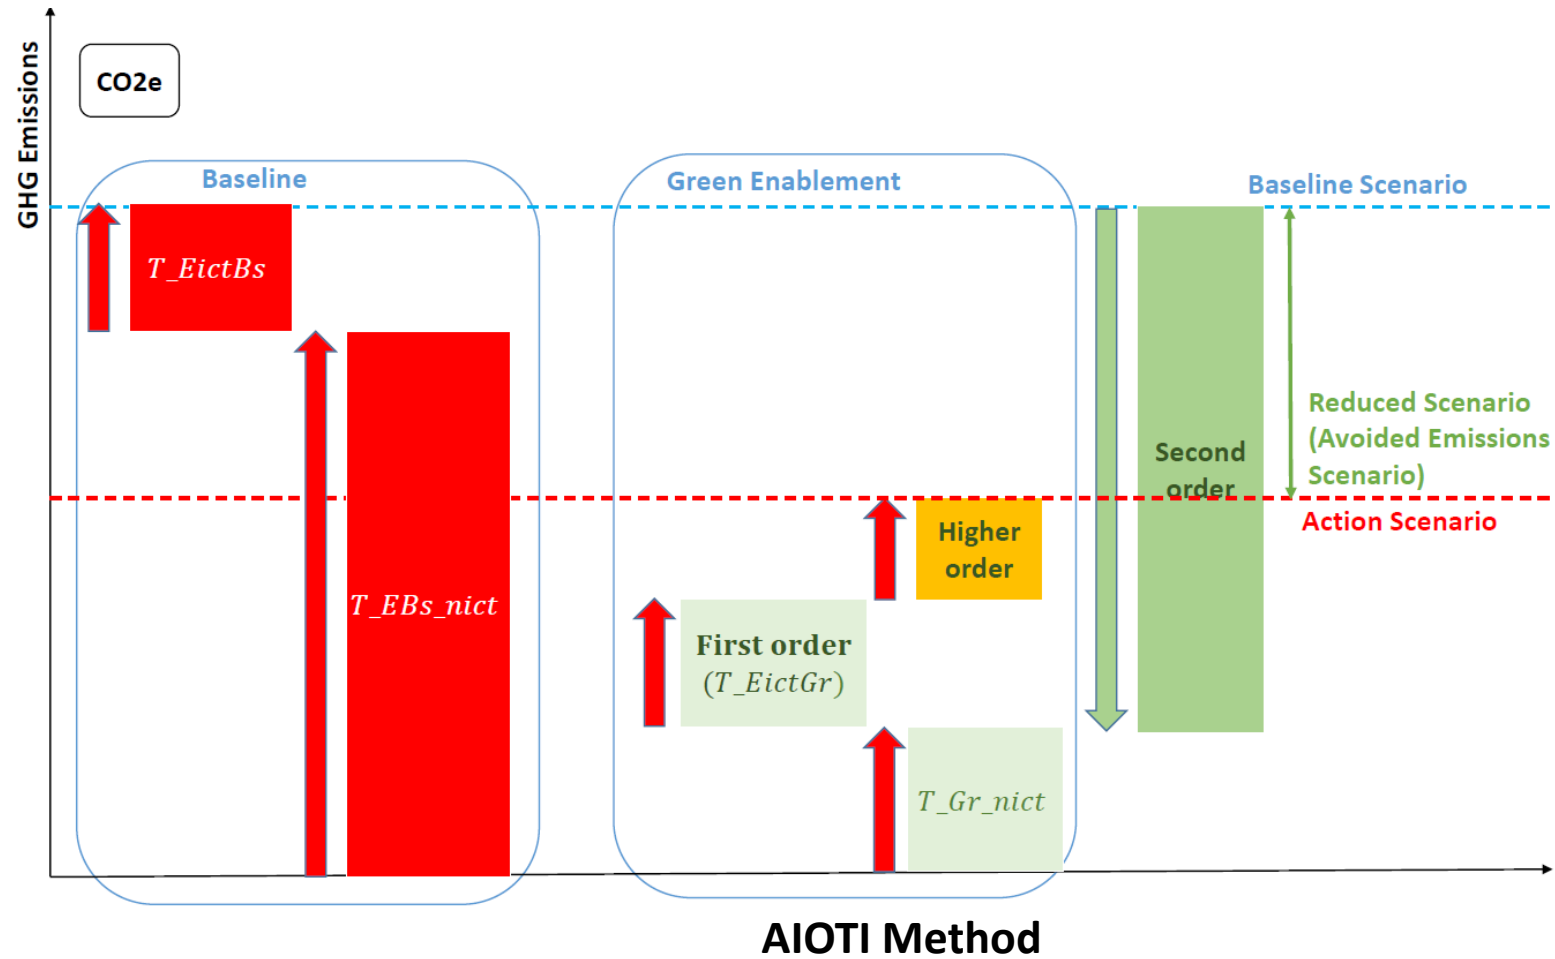 GHG Emissions
CO2e
Baseline
T_EictBs
T_EBs_nict
Green Enablement
Higher
order
First order
(T_EictGr)
T_Gr_nict
Baseline Scenario
Second
order
Reduced Scenario
(Avoided Emissions
Scenario)
Action Scenario
AIOTI Method